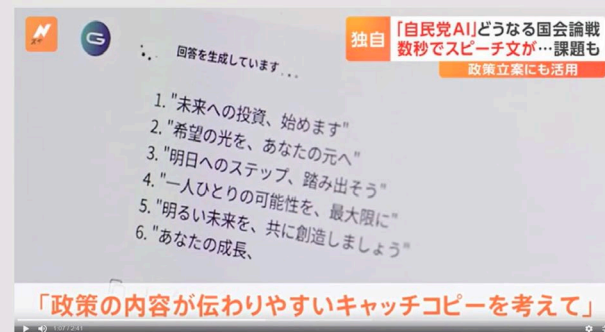 独自
「自民党AI」どうなる国会論戦
数秒でスピーチ文が…課題も
政策立案にも活用
回答を生成しています...
1. "未来への投資、始めます"
2. "希望の光を、あなたの元へ"
3. "明日へのステップ、踏み出そう"
4. "一人ひとりの可能性を、最大限に"
5. "明るい未来を、共に創造しましょう"
6. "あなたの成長、
「政策の内容が伝わりやすいキャッチコピーを考えて」